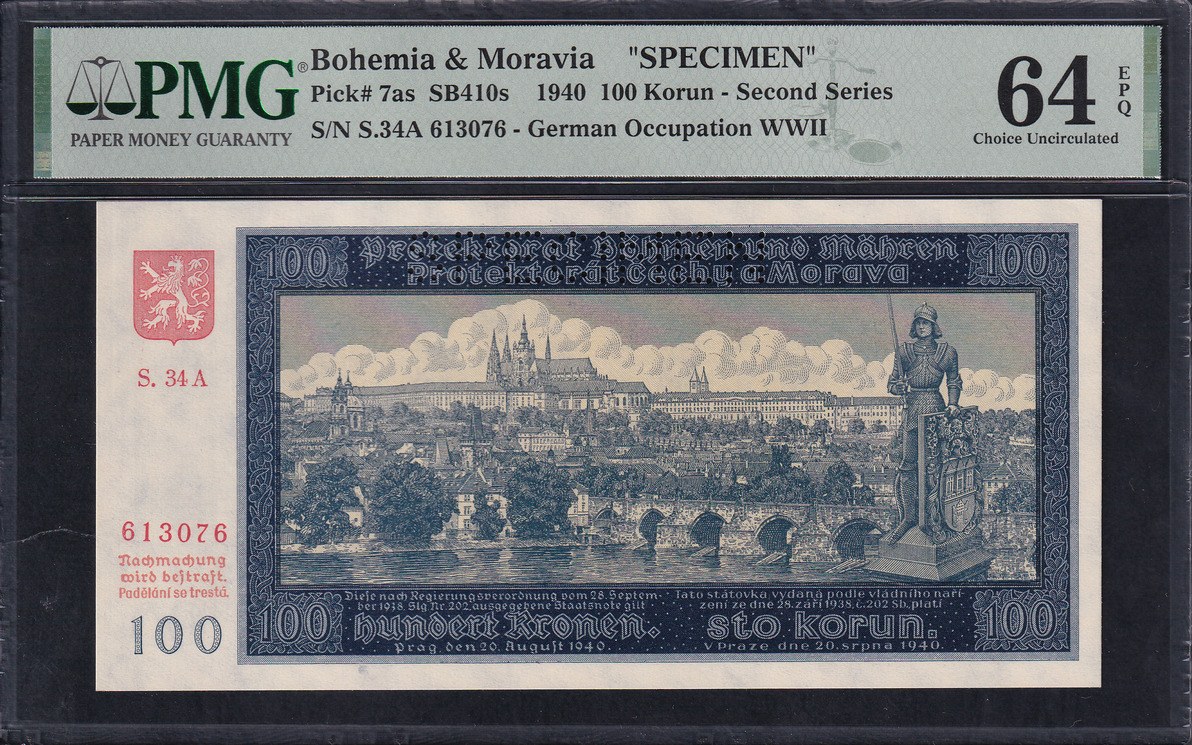 PMG®
PAPER MONEY GUARANTY
Bohemia & Moravia "SPECIMEN"
Pick# 7as SB410s 1940 100 Korun - Second Series
S/N S.34A 613076 - German Occupation WWII
64 EPQ
Choice Uncirculated
100 Protektorat Böhmen und Mähren 100
Protektorát Čechy a Morava
S. 34 A
613076
Nachmachung
wird bestraft.
Padělání se trestá.
100
100
Diese nach Regierungsverordnung vom 28. Septem-
ber 1938, Slg Nr. 202, ausgegebene Staatsnote gilt
hundert Kronen.
Prag, den 20. August 1940.
Tato státovka, vydaná podle vládního naří-
zení ze dne 28. září 1938, č. 202 Sb., platí
sto korun.
V Praze dne 20. srpna 1940.
100